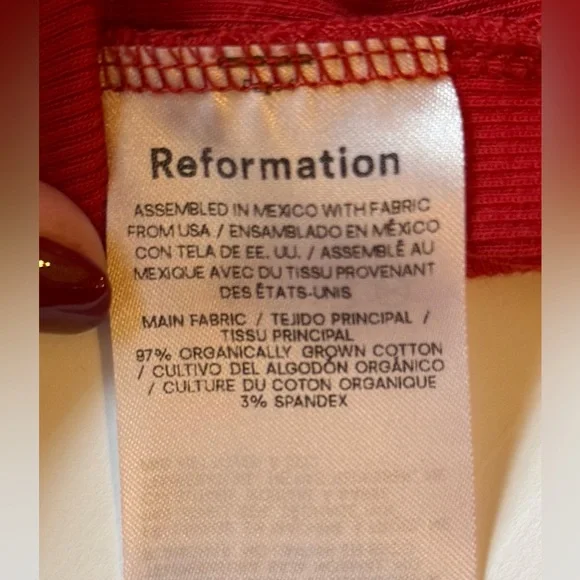 Reformation
ASSEMBLED IN MEXICO WITH FABRIC
FROM USA / ENSAMBLADO EN MÉXICO
CON TELA DE EE. UU. / ASSEMBLÉ AU
MEXIQUE AVEC DU TISSU PROVENANT
DES ÉTATS-UNIS
MAIN FABRIC / TEJIDO PRINCIPAL /
TISSU PRINCIPAL
97% ORGANICALLY GROWN COTTON
/ CULTIVO DEL ALGODÓN ORGÁNICO
/ CULTURE DU COTON ORGANIQUE
3% SPANDEX